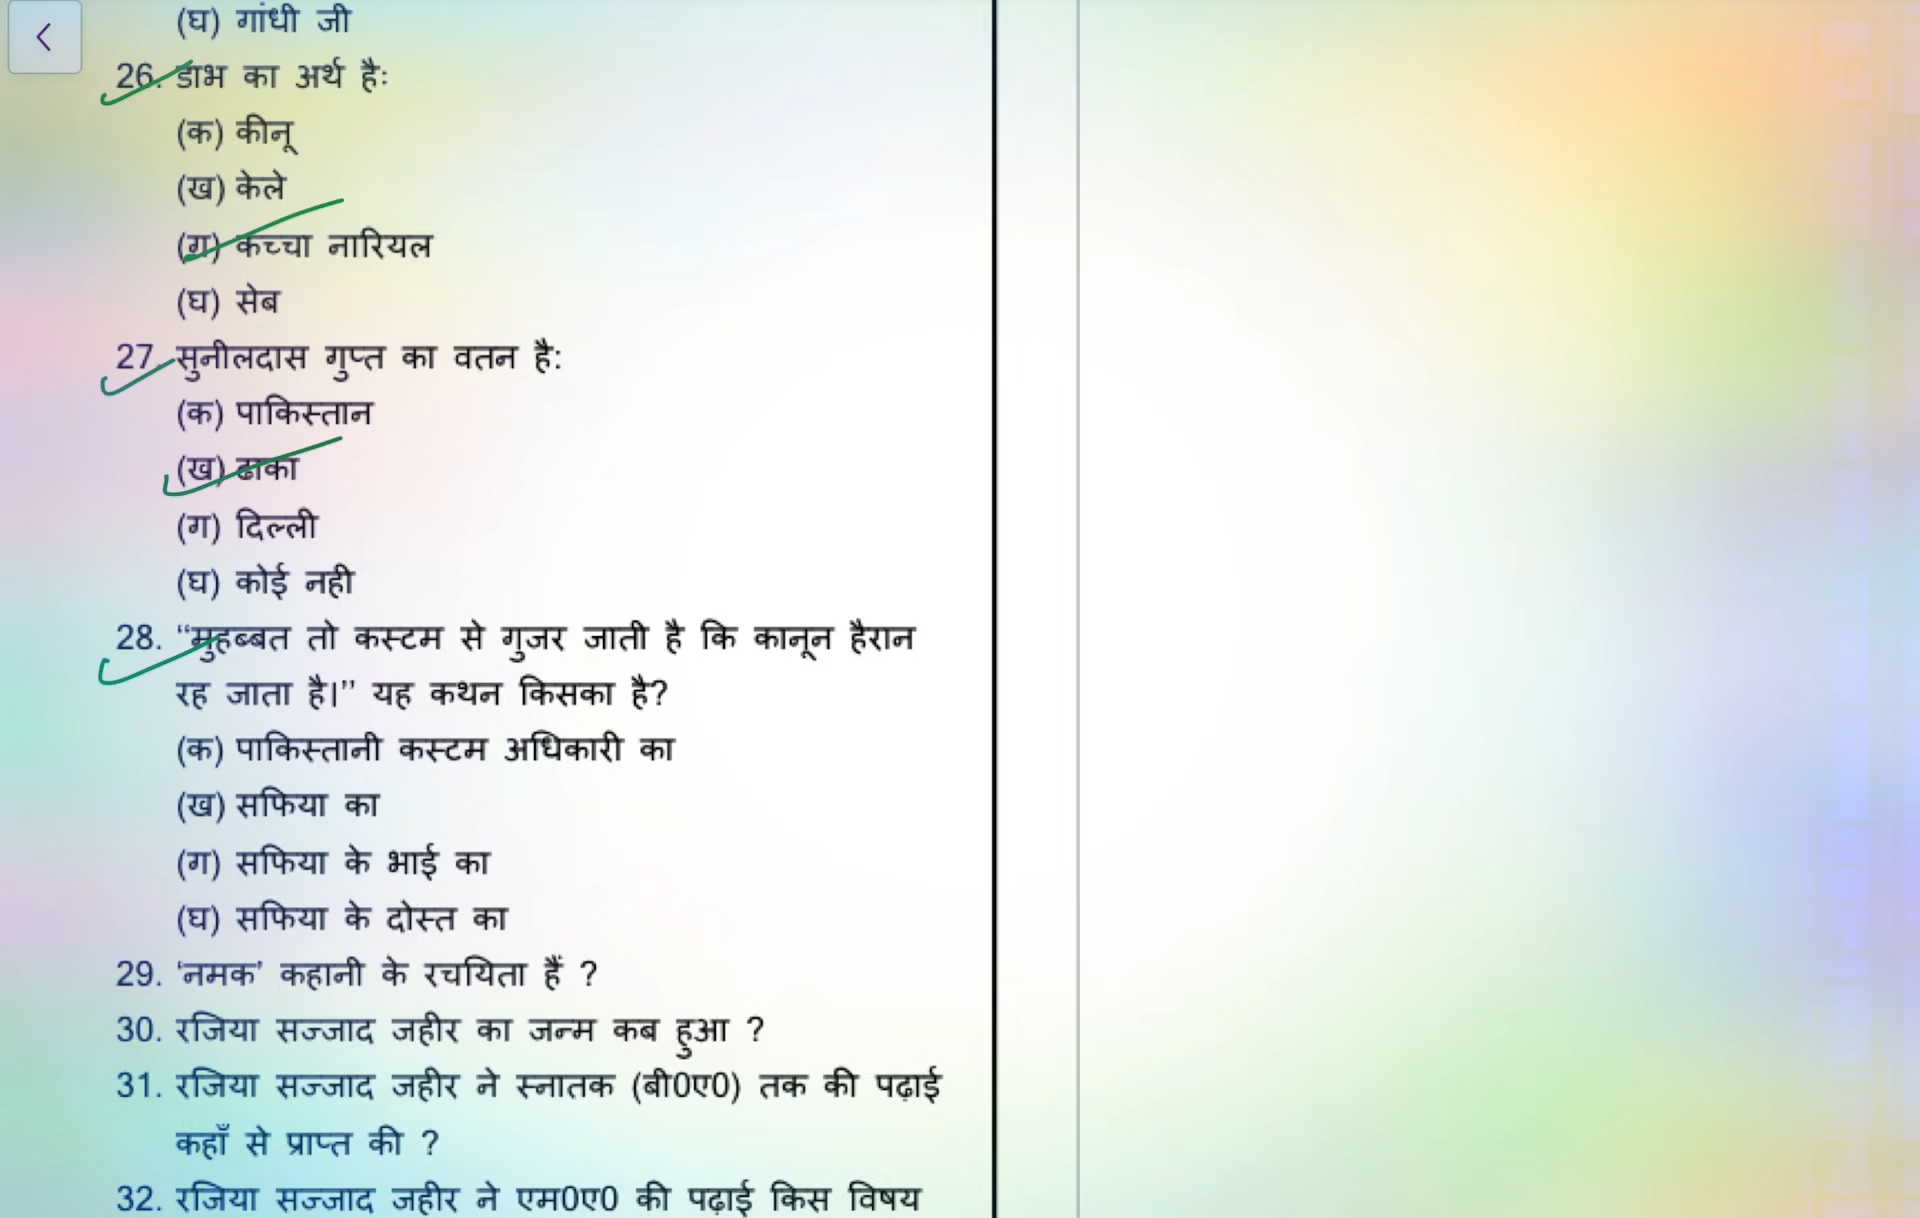 (घ) गांधी जी
26. डाभ का अर्थ है:
(क) कीनू
(ख) केले
(ग) कच्चा नारियल
(घ) सेब
27. सुनीलदास गुप्त का वतन है:
(क) पाकिस्तान
(ख) ढाका
(ग) दिल्ली
(घ) कोई नही
28. “मुहब्बत तो कस्टम से गुजर जाती है कि कानून हैरान
रह जाता है।” यह कथन किसका है?
(क) पाकिस्तानी कस्टम अधिकारी का
(ख) सफिया का
(ग) सफिया के भाई का
(घ) सफिया के दोस्त का
29. ‘नमक’ कहानी के रचयिता हैं ?
30. रजिया सज्जाद जहीर का जन्म कब हुआ ?
31. रजिया सज्जाद जहीर ने स्नातक (बी0ए0) तक की पढ़ाई
कहाँ से प्राप्त की ?
32. रजिया सज्जाद जहीर ने एम0ए0 की पढ़ाई किस विषय